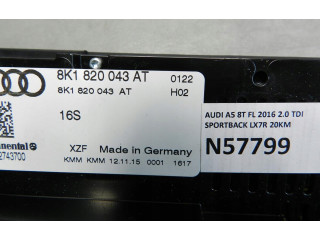 8K1 820 043 AT 0122
8K1 820 043 AT H02
16S
XZF Made in Germany
KMM KMM 12.11.15 0001 1617
2743700
AUDI A5 8T FL 2016 2.0 TDI
SPORTBACK LX7R 20KM
N57799